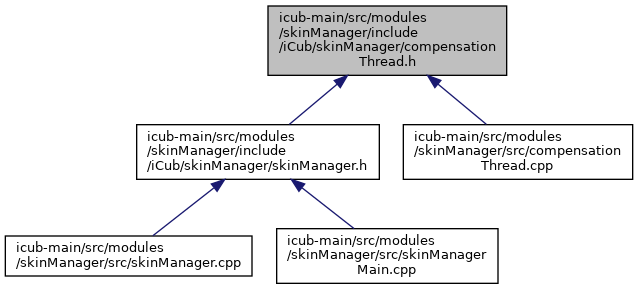 icub-main/src/modules
/skinManager/include
/iCub/skinManager/compensation
Thread.h
icub-main/src/modules
/skinManager/include
/iCub/skinManager/skinManager.h
icub-main/src/modules
/skinManager/src/compensation
Thread.cpp
icub-main/src/modules
/skinManager/src/skinManager.cpp
icub-main/src/modules
/skinManager/src/skinManager
Main.cpp